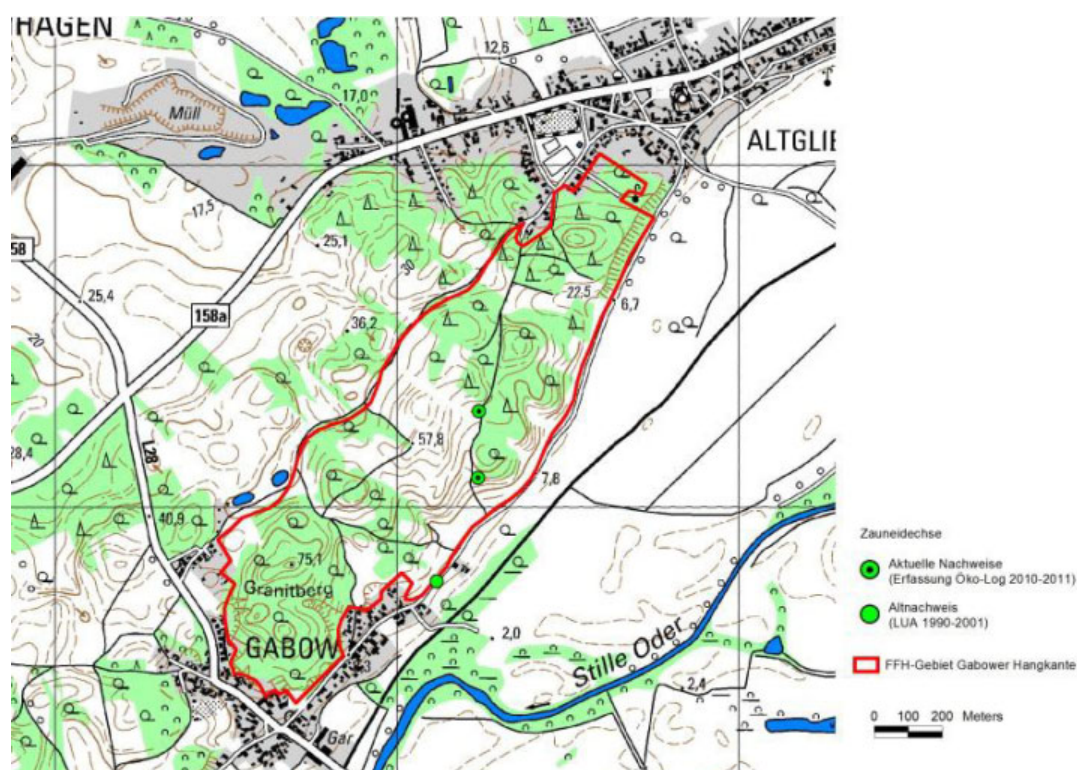 HAGEN
12,6
Müll
17,0
ALTGLIE
17,5
25,1
30
58
25,4
22,5
6,7
158a
36,2
20
57,8
28,4
L28
7,8
40,9
Zauneidechse
75,1
Aktuelle Nachweise
(Erfassung Öko-Log 2010-2011)
Granitberg
Altnachweis
(LUA 1990-2001)
GABOW
2,0
Stille Oder
FFH-Gebiet Gabower Hangkante
2,4
0 100 200 Meters
Gar